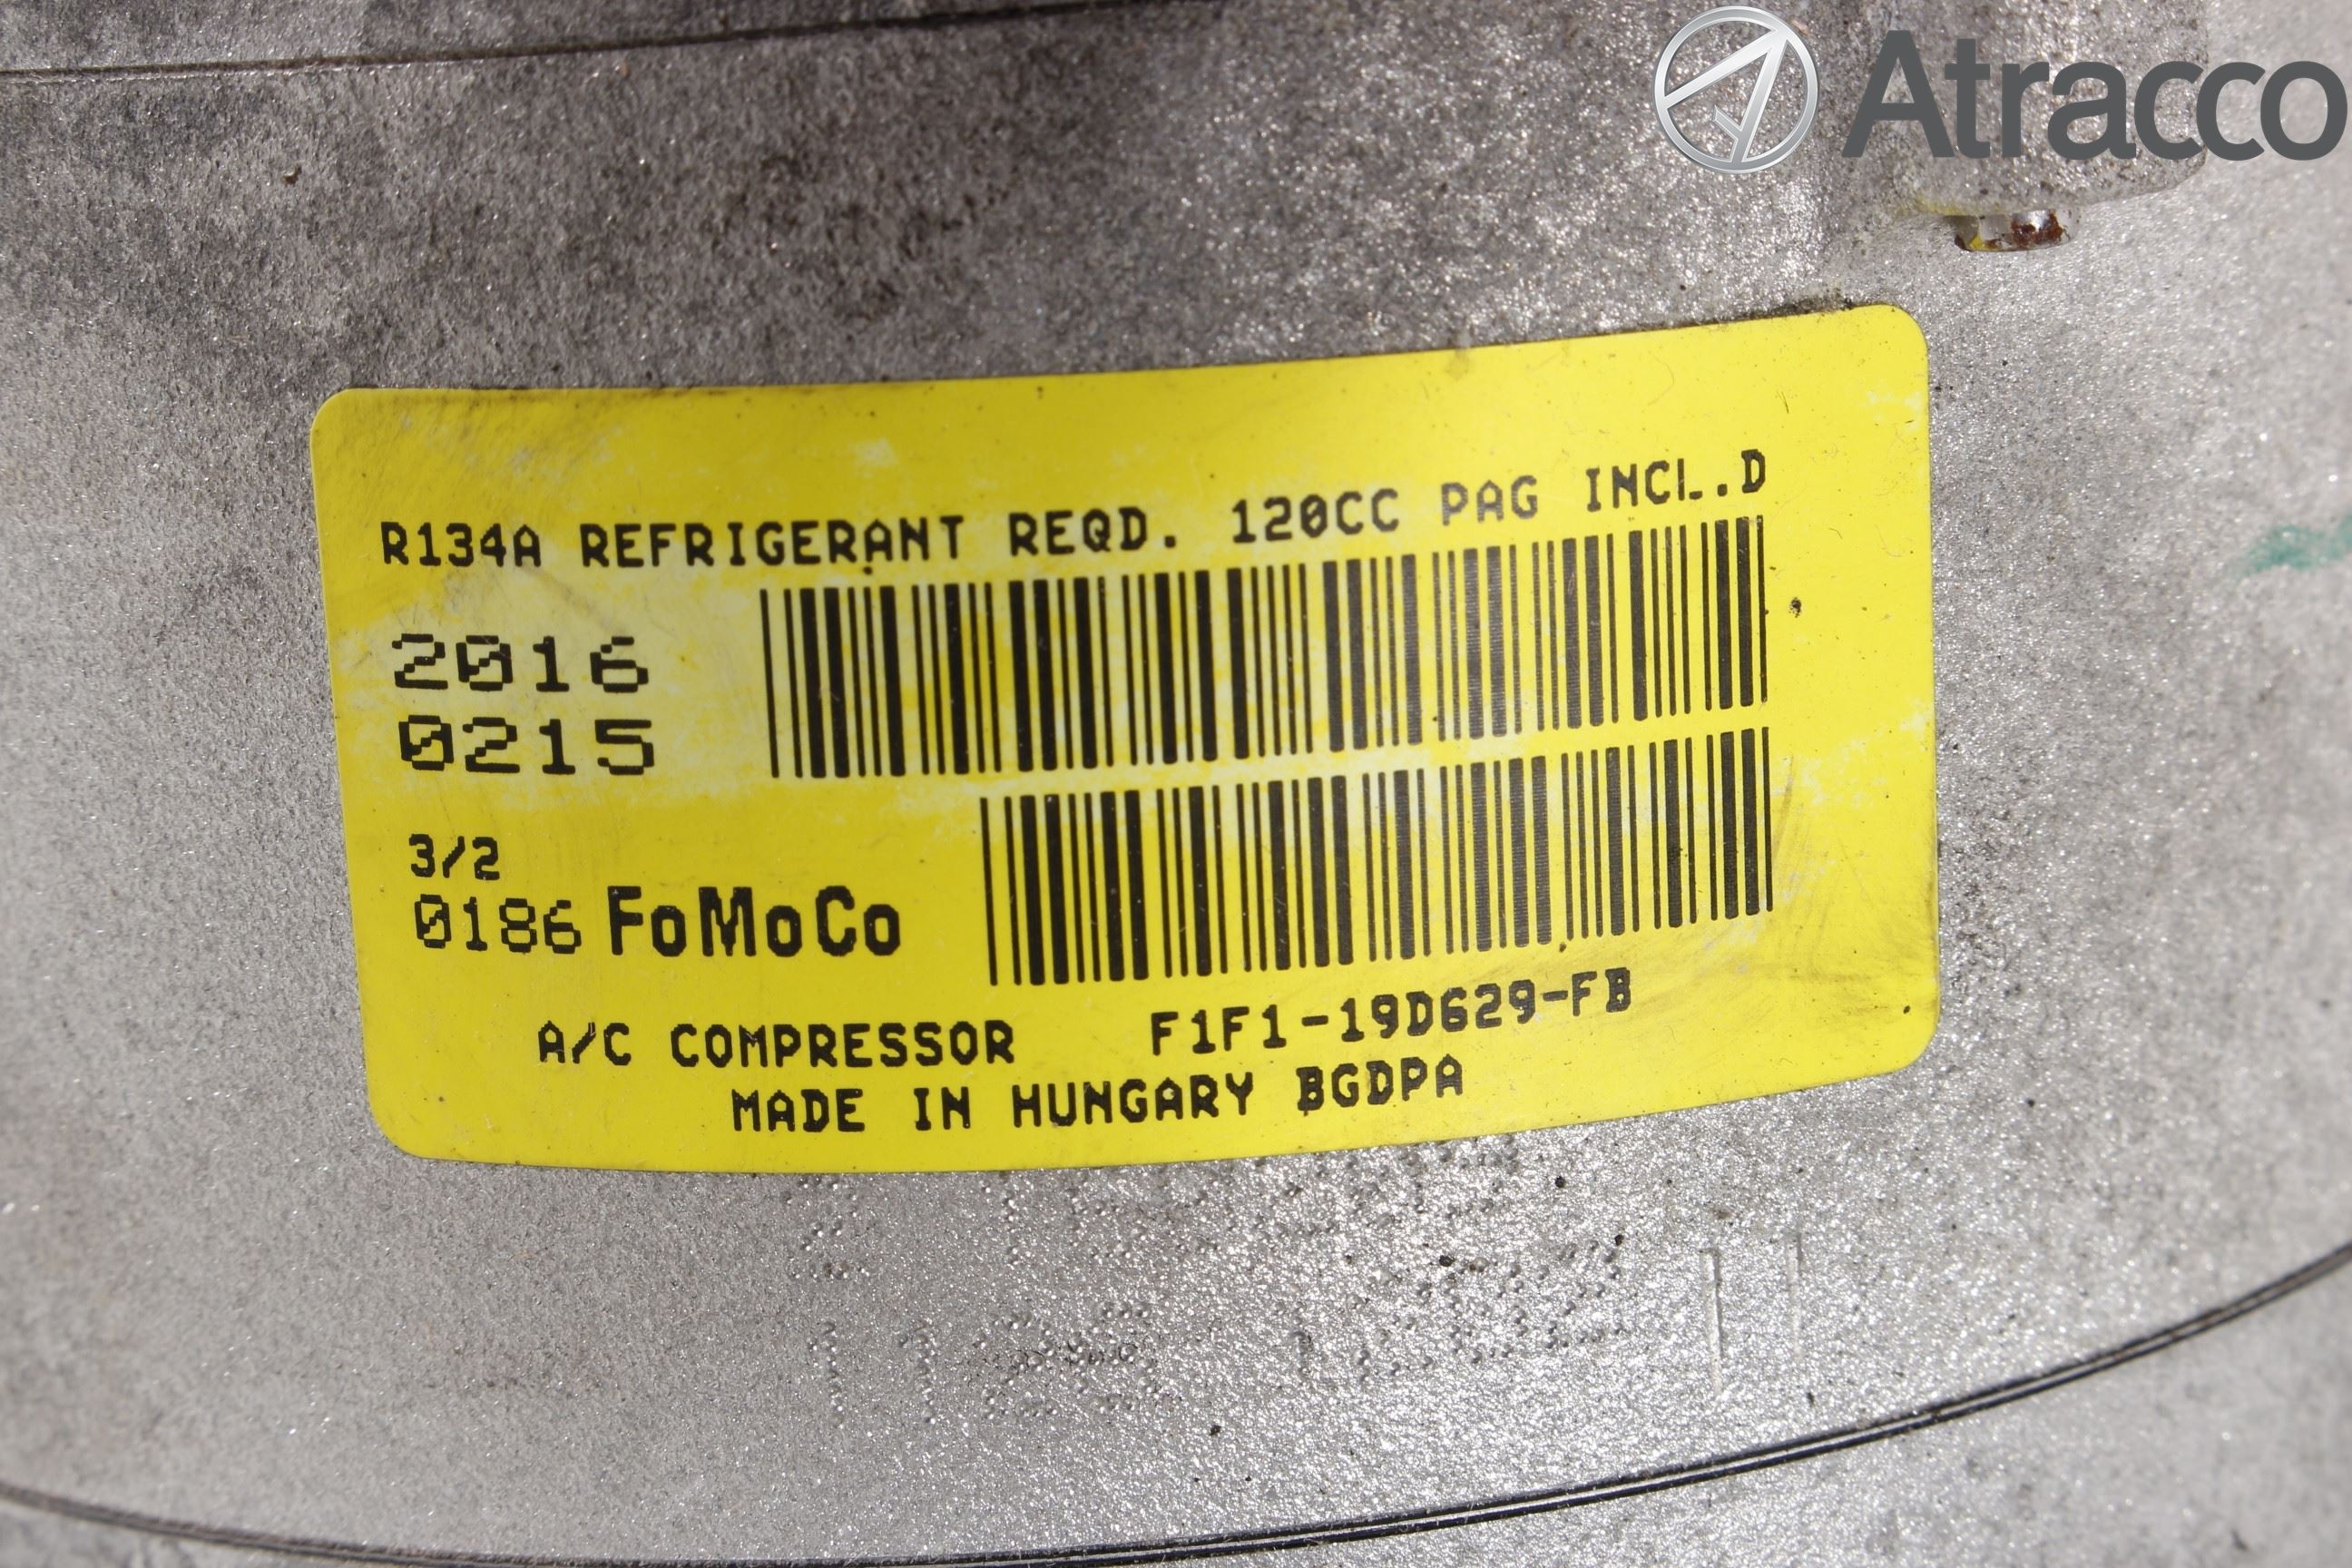 Atracco
R134A REFRIGERANT REQD. 120CC PAG INCL.D
2016
0215
3/2
0186 FoMoCo
A/C COMPRESSOR F1F1-19D629-FB
MADE IN HUNGARY BGDPA